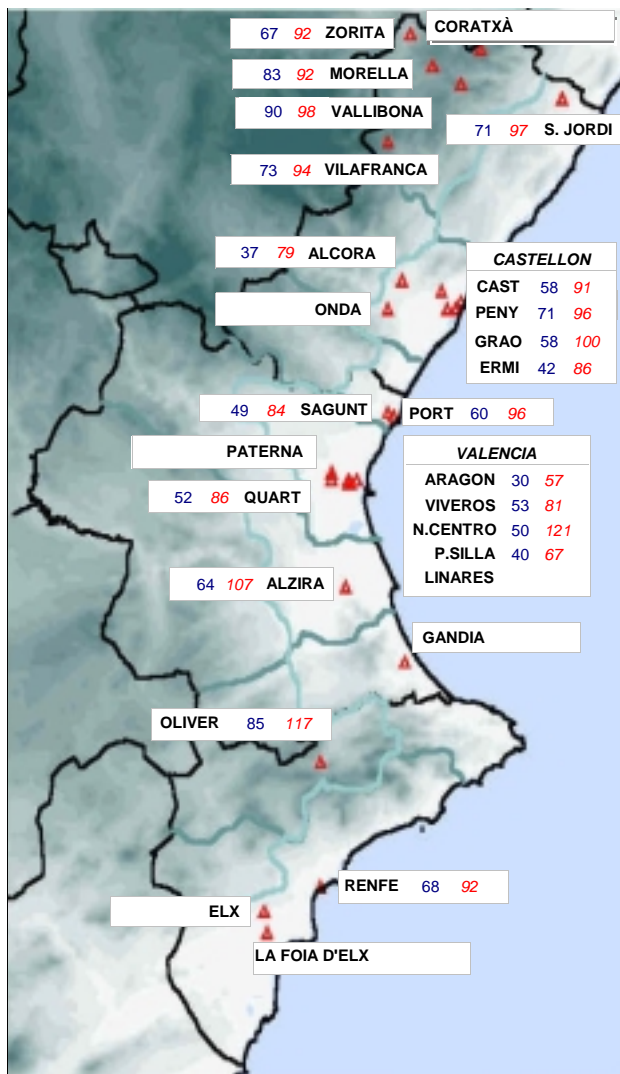 67 92 ZORITA
CORATXÀ
83 92 MORELLA
90 98 VALLIBONA
71 97 S. JORDI
73 94 VILAFRANCA
37 79 ALCORA
ONDA
CASTELLON
CAST 58 91
PENY 71 96
GRAO 58 100
ERMI 42 86
49 84 SAGUNT
PORT 60 96
PATERNA
52 86 QUART
VALENCIA
ARAGON 30 57
VIVEROS 53 81
N.CENTRO 50 121
P.SILLA 40 67
LINARES
64 107 ALZIRA
GANDIA
OLIVER 85 117
RENFE 68 92
ELX
LA FOIA D'ELX